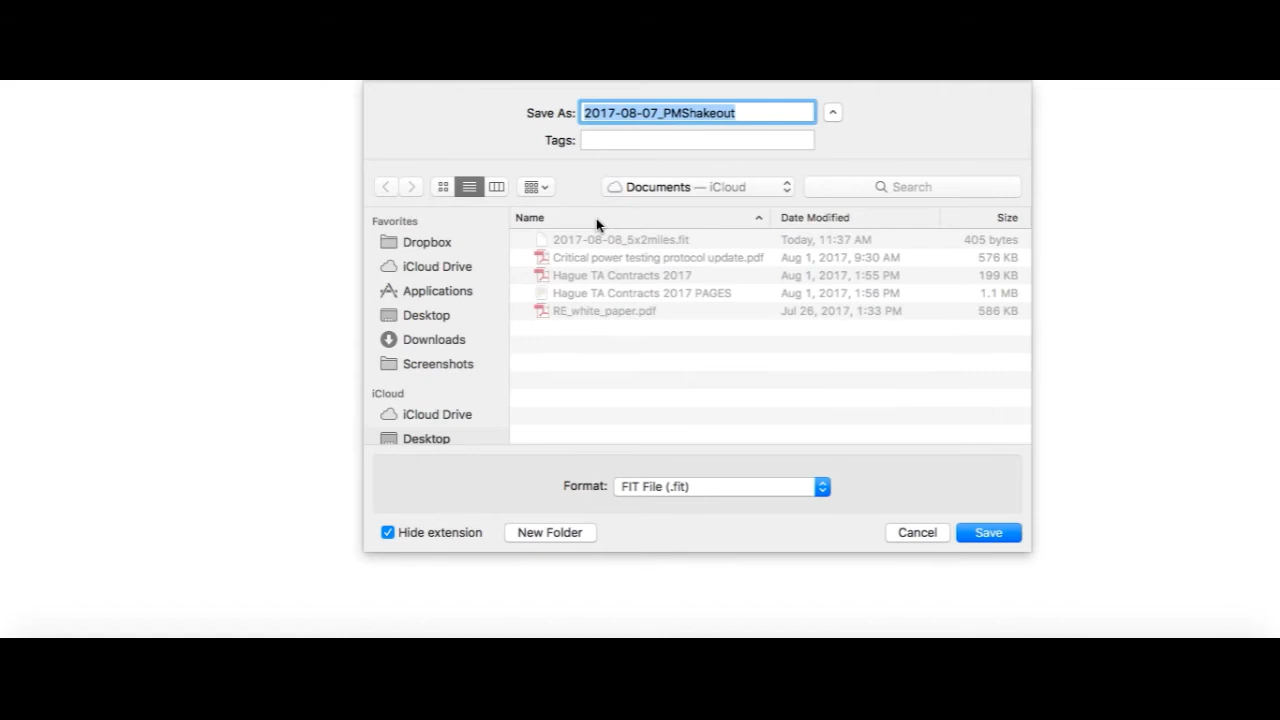 Save As: 2017-08-07_PMShakeout
Tags:
Documents — iCloud
Search
Favorites
Dropbox
iCloud Drive
Applications
Desktop
Downloads
Screenshots
iCloud
iCloud Drive
Desktop
Name Date Modified Size
2017-08-08_5x2miles.fit Today, 11:37 AM 405 bytes
Critical power testing protocol update.pdf Aug 1, 2017, 9:30 AM 576 KB
Hague TA Contracts 2017 Aug 1, 2017, 1:55 PM 199 KB
Hague TA Contracts 2017 PAGES Aug 1, 2017, 1:56 PM 1.1 MB
RE_white_paper.pdf Jul 26, 2017, 1:33 PM 586 KB
Format: FIT File (.fit)
Hide extension
New Folder
Cancel
Save